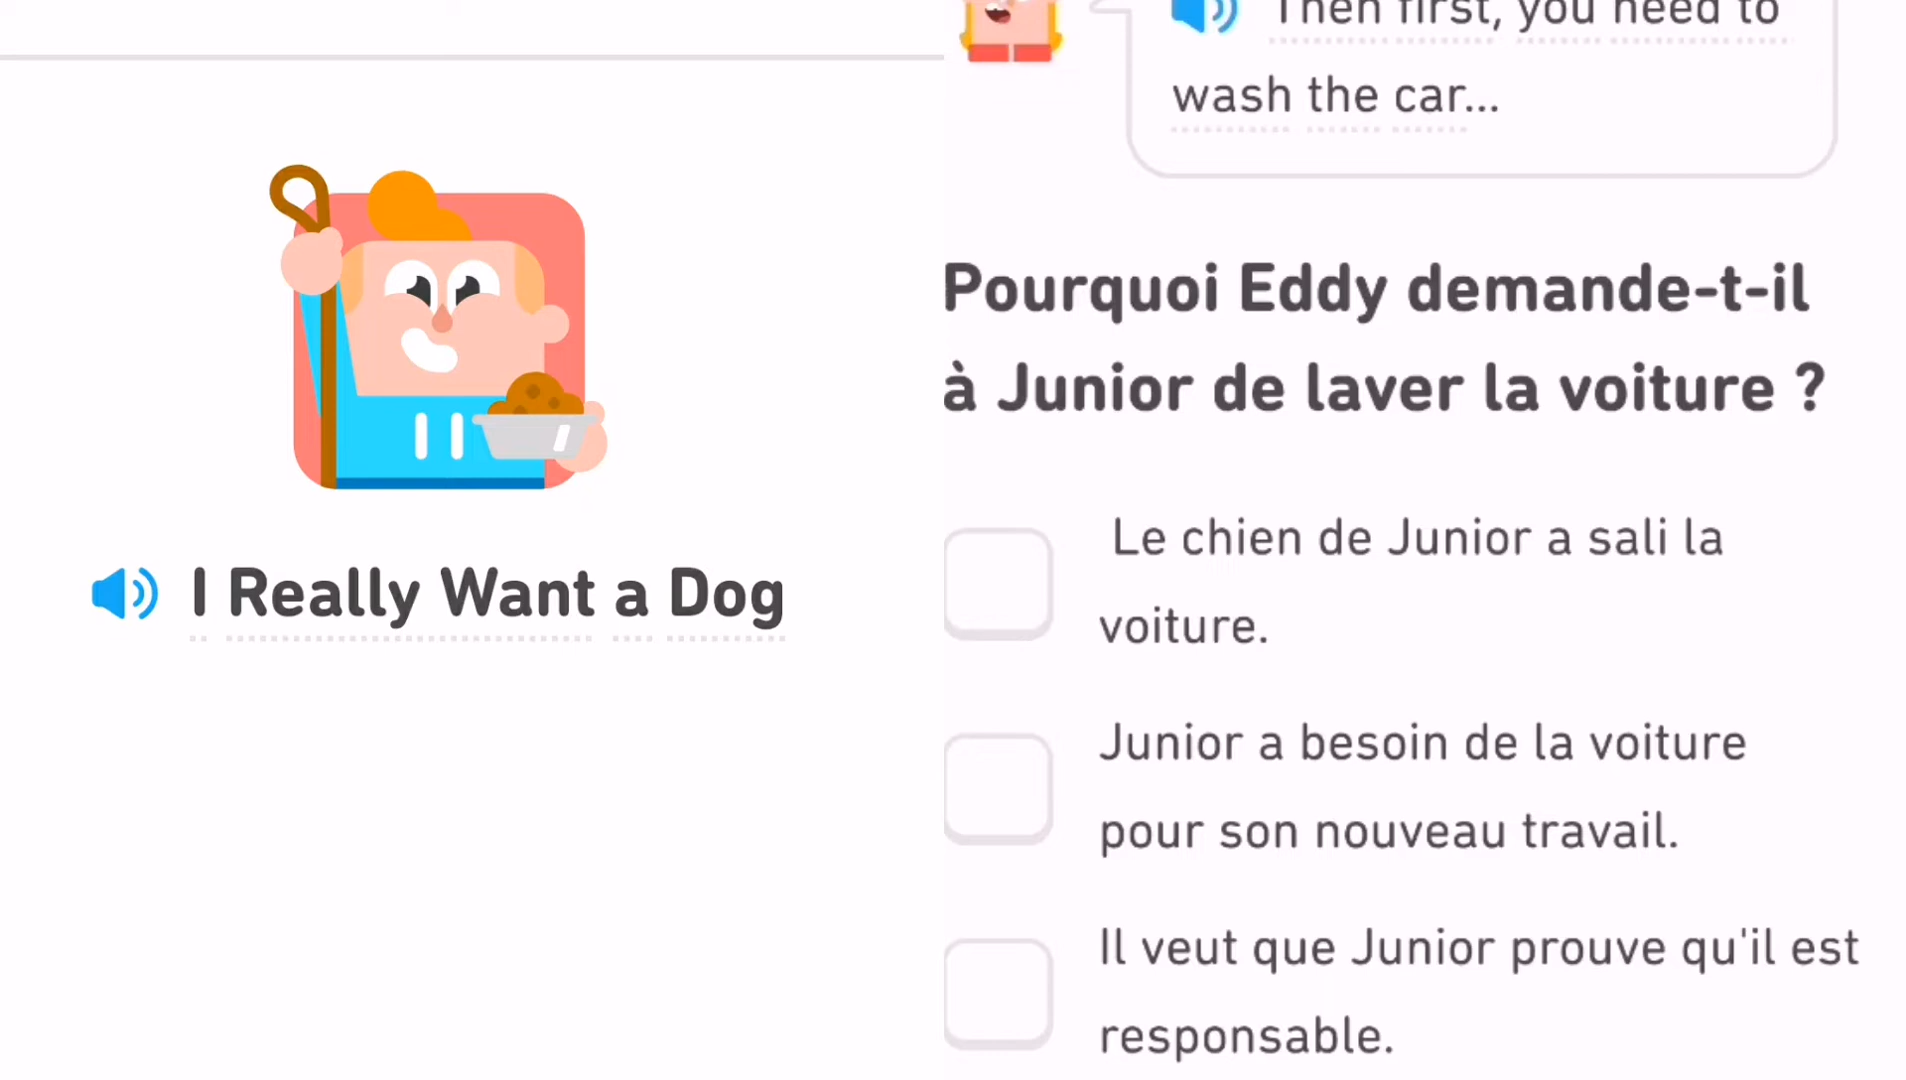 I Really Want a Dog
Then first, you need to
wash the car...
Pourquoi Eddy demande-t-il
à Junior de laver la voiture ?
Le chien de Junior a sali la
voiture.
Junior a besoin de la voiture
pour son nouveau travail.
Il veut que Junior prouve qu'il est
responsable.